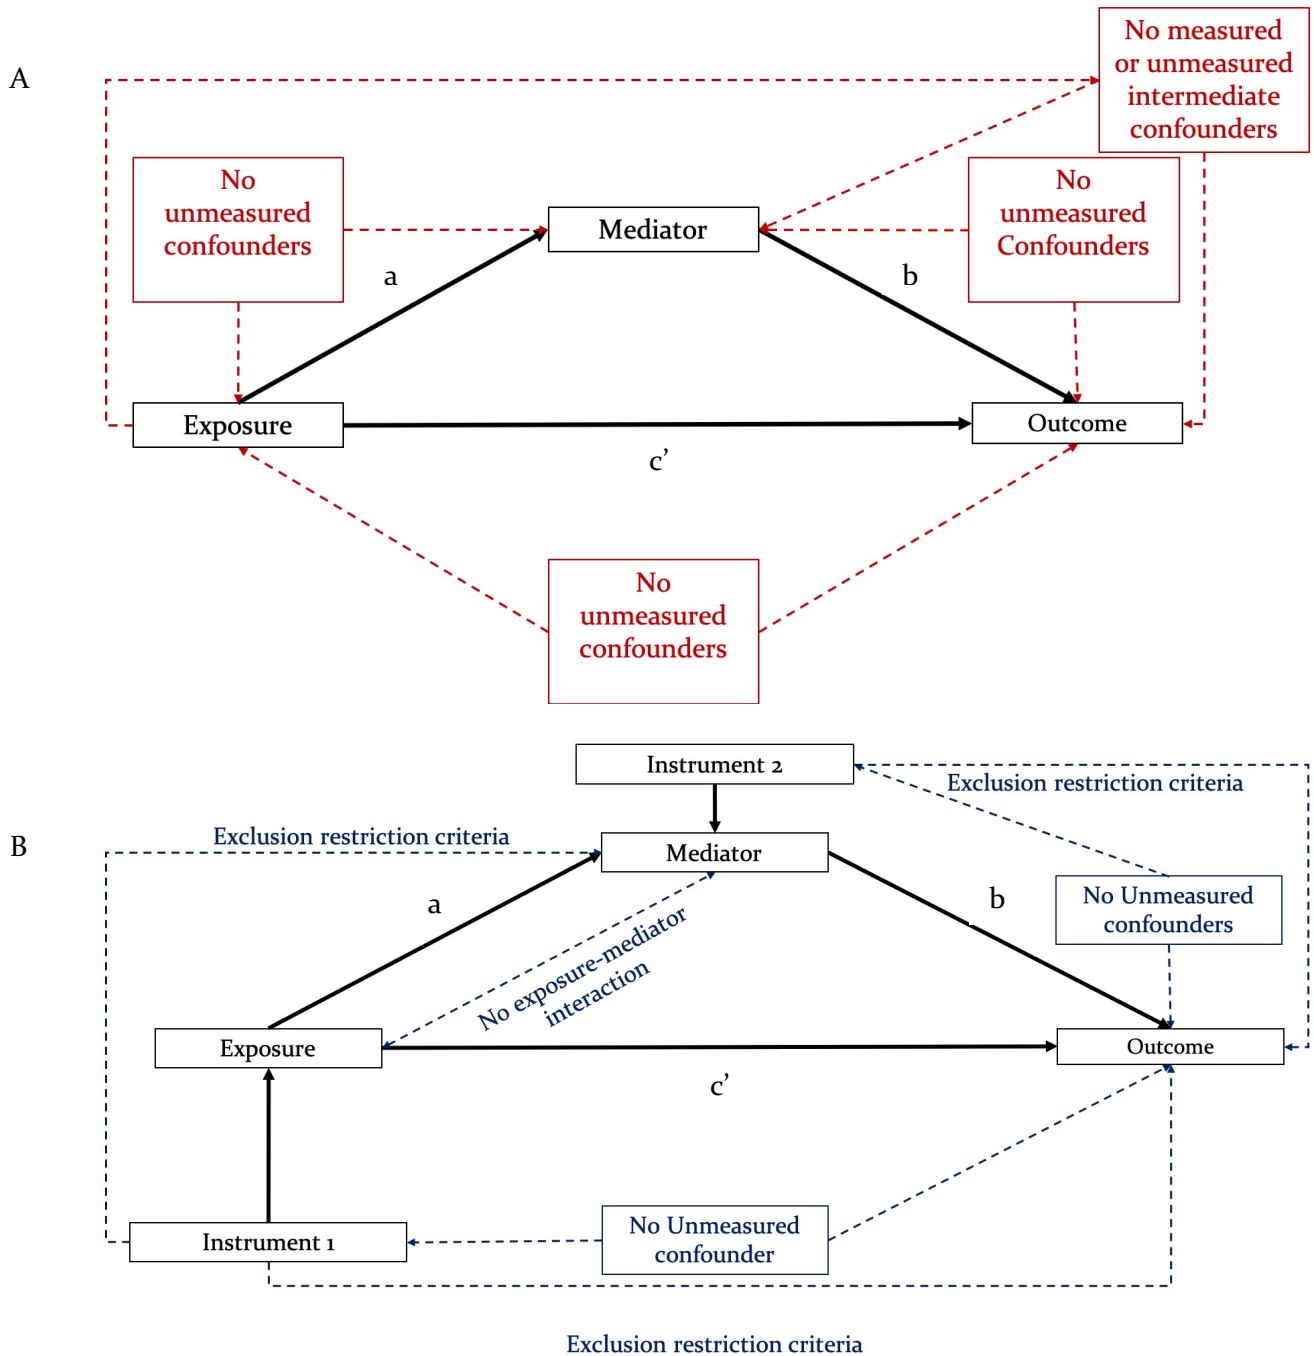 A
No measured
or unmeasured
intermediate
confounders
No
unmeasured
confounders
No
unmeasured
Confounders
Mediator
a
b
Exposure
Outcome
c’
No
unmeasured
confounders
B
Instrument 2
Exclusion restriction criteria
Exclusion restriction criteria
Mediator
a
b
No Unmeasured
confounders
No exposure-mediator
interaction
Exposure
Outcome
c’
Instrument 1
No Unmeasured
confounder
Exclusion restriction criteria